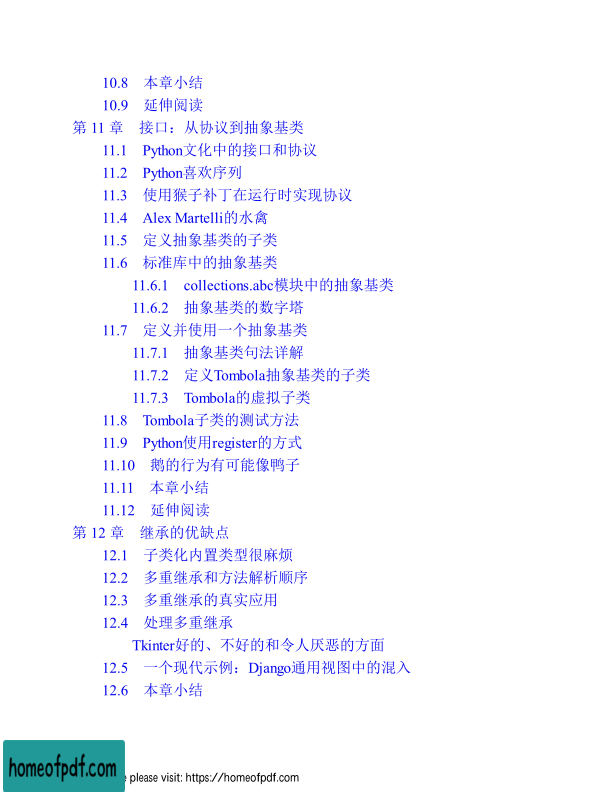 10.8 本章小结
10.9 延伸阅读
第 11 章 接口：从协议到抽象基类
11.1 Python文化中的接口和协议
11.2 Python喜欢序列
11.3 使用猴子补丁在运行时实现协议
11.4 Alex Martelli的水禽
11.5 定义抽象基类的子类
11.6 标准库中的抽象基类
11.6.1 collections.abc模块中的抽象基类
11.6.2 抽象基类的数字塔
11.7 定义并使用一个抽象基类
11.7.1 抽象基类句法详解
11.7.2 定义Tombola抽象基类的子类
11.7.3 Tombola的虚拟子类
11.8 Tombola子类的测试方法
11.9 Python使用register的方式
11.10 鹅的行为有可能像鸭子
11.11 本章小结
11.12 延伸阅读
第 12 章 继承的优缺点
12.1 子类化内置类型很麻烦
12.2 多重继承和方法解析顺序
12.3 多重继承的真实应用
12.4 处理多重继承
Tkinter好的、不好的和令人厌恶的方面
12.5 一个现代示例：Django通用视图中的混入
12.6 本章小结
homeofpdf.com
please visit: https://homeofpdf.com